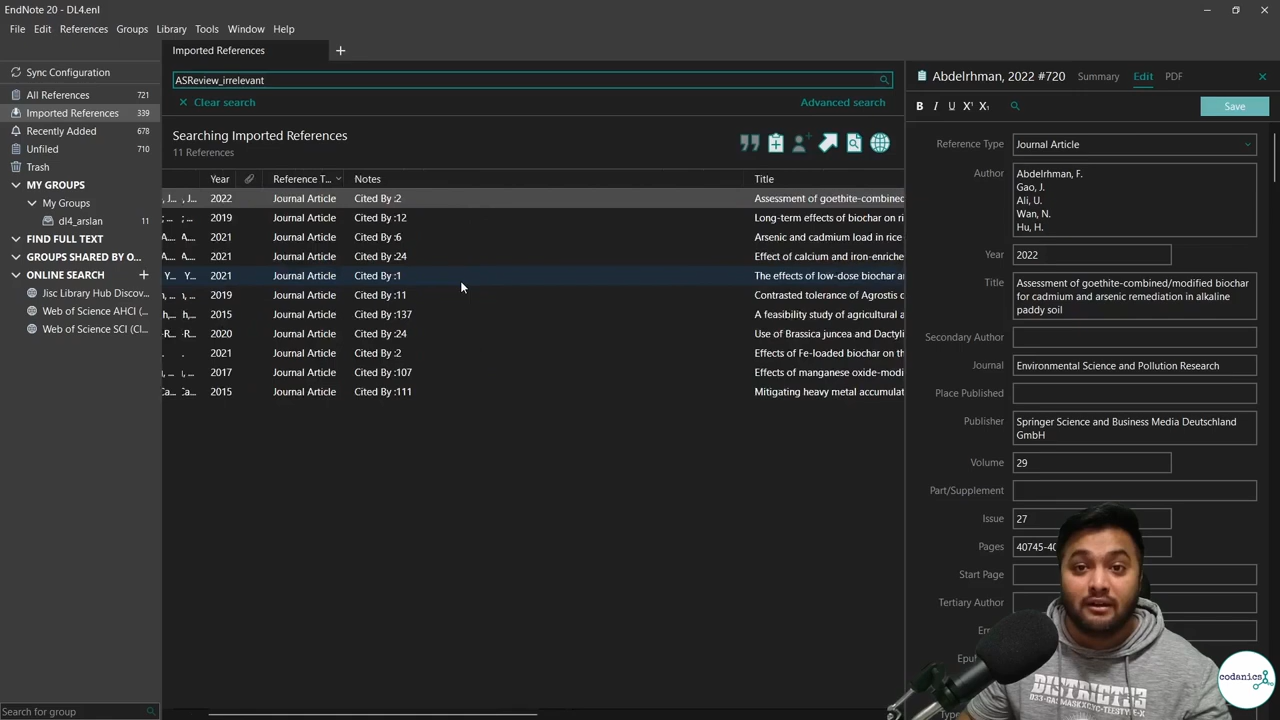 EndNote 20 - DL4.enl
File Edit References Groups Library Tools Window Help
Sync Configuration
All References 721
Imported References 339
Recently Added 678
Unfiled 710
Trash
MY GROUPS
My Groups
dl4_arslan 11
FIND FULL TEXT
GROUPS SHARED BY O...
ONLINE SEARCH +
Jisc Library Hub Discov...
Web of Science AHCI (...
Web of Science SCI (Cl...
Search for group
Imported References +
ASReview_irrelevant
× Clear search Advanced search
Searching Imported References
11 References
Year Reference T... Notes Title
2022 Journal Article Cited By :2 Assessment of goethite-combined
2019 Journal Article Cited By :12 Long-term effects of biochar on ri
2021 Journal Article Cited By :6 Arsenic and cadmium load in rice
2021 Journal Article Cited By :24 Effect of calcium and iron-enriche
2021 Journal Article Cited By :1 The effects of low-dose biochar a
2019 Journal Article Cited By :11 Contrasted tolerance of Agrostis c
2015 Journal Article Cited By :137 A feasibility study of agricultural a
2020 Journal Article Cited By :24 Use of Brassica juncea and Dactyli
2021 Journal Article Cited By :2 Effects of Fe-loaded biochar on th
2017 Journal Article Cited By :107 Effects of manganese oxide-modi
2015 Journal Article Cited By :111 Mitigating heavy metal accumulat
Abdelrhman, 2022 #720 Summary Edit PDF
B I U X¹ X₁ Save
Reference Type Journal Article
Author Abdelrhman, F.
Gao, J.
Ali, U.
Wan, N.
Hu, H.
Year 2022
Title Assessment of goethite-combined/modified biochar
for cadmium and arsenic remediation in alkaline
paddy soil
Secondary Author
Journal Environmental Science and Pollution Research
Place Published
Publisher Springer Science and Business Media Deutschland
GmbH
Volume 29
Part/Supplement
Issue 27
Pages 40745-40
Start Page
Tertiary Author
Epu
DISTRICT
codanics